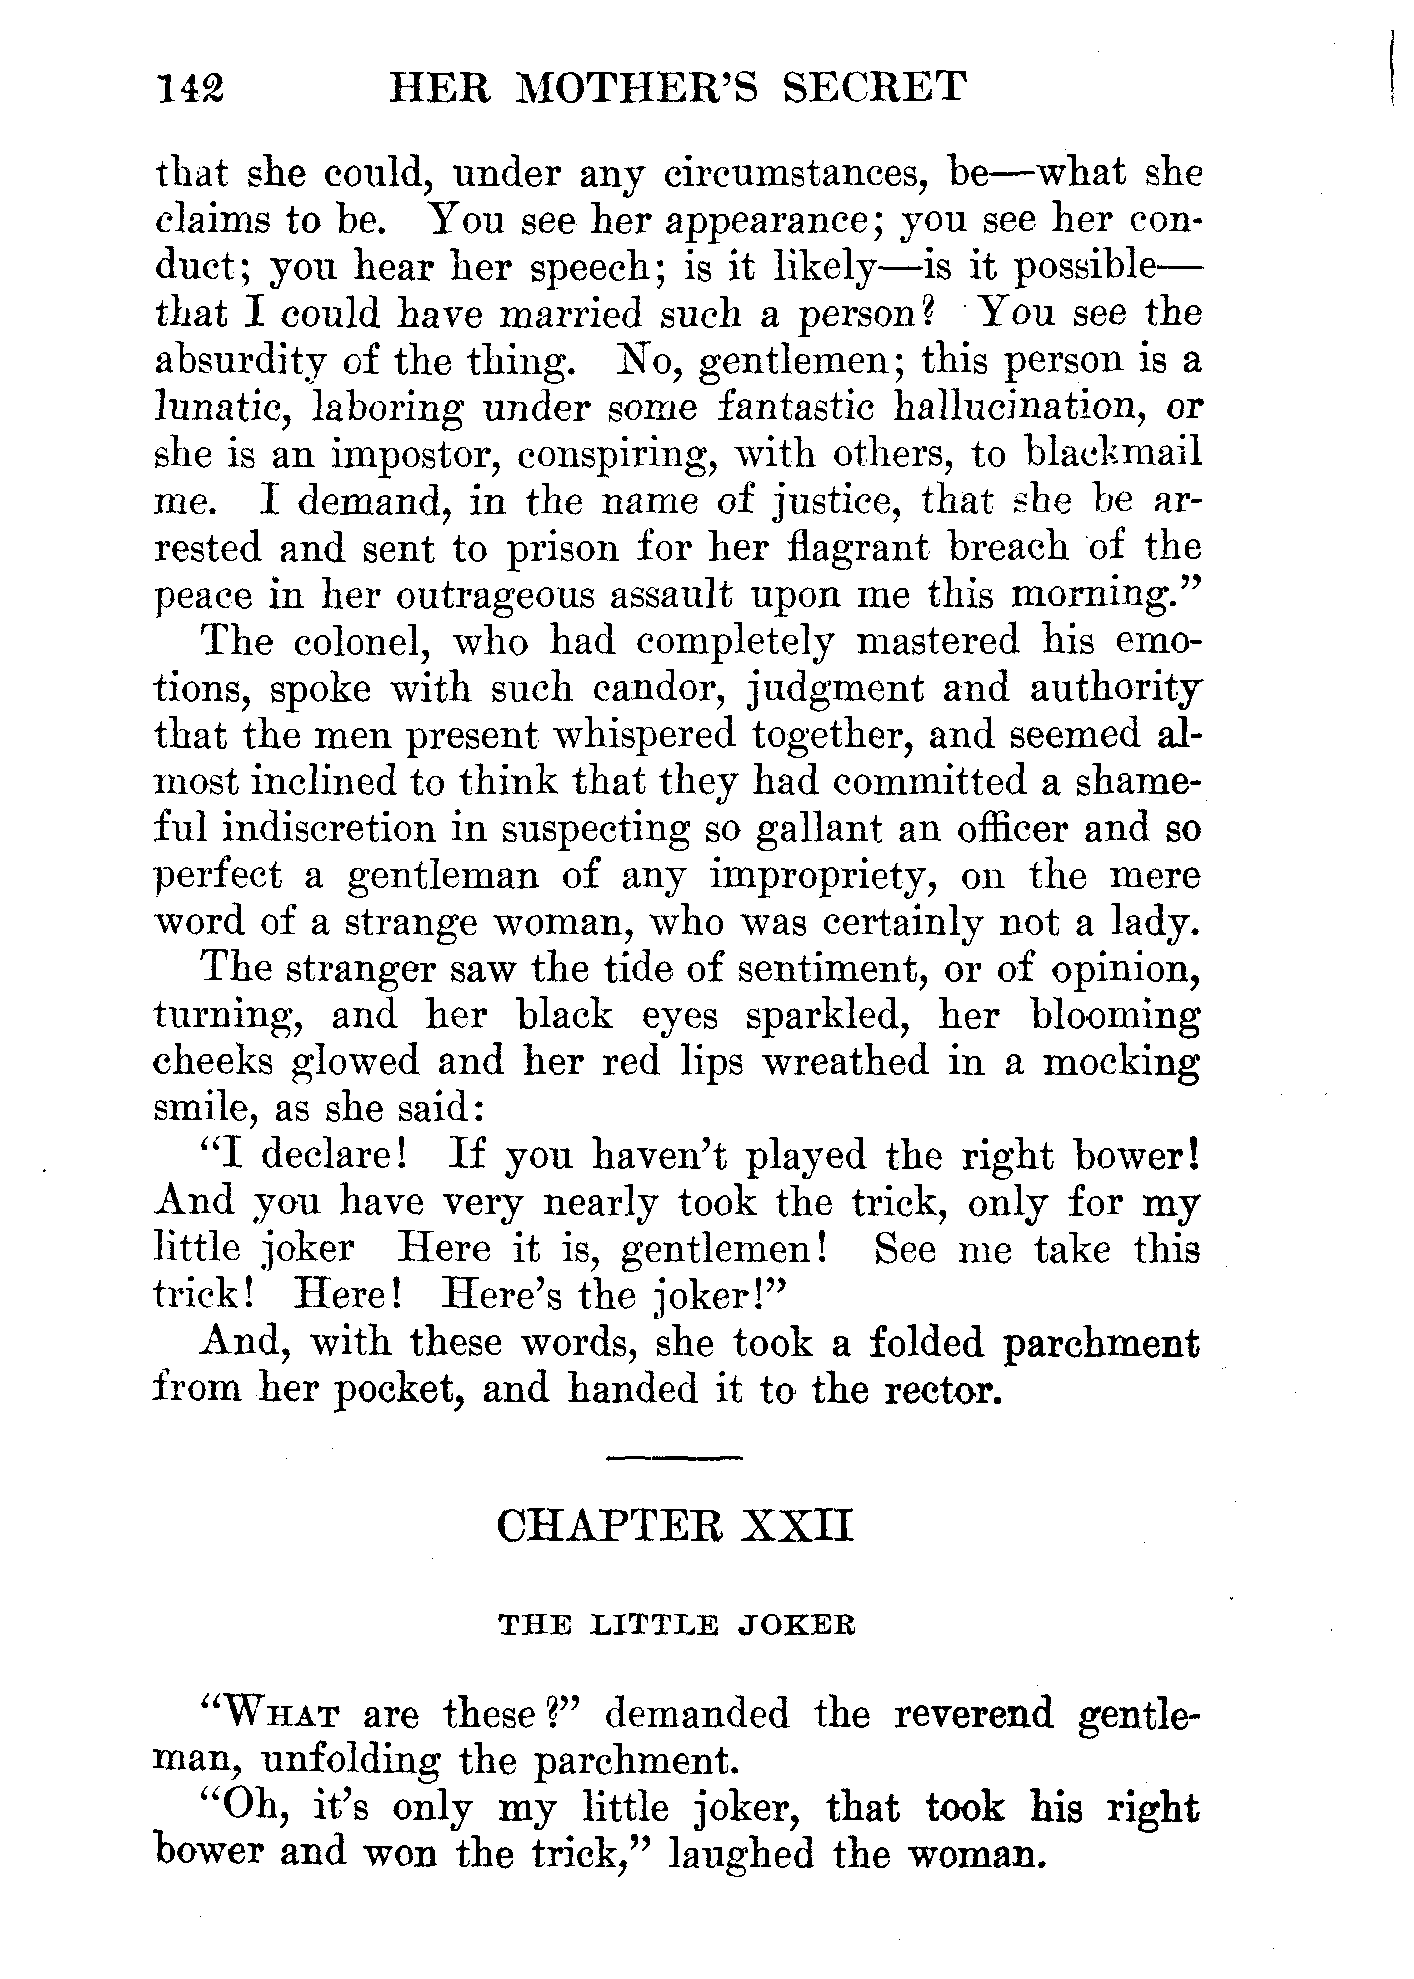 142 HER MOTHER'S SECRET
that she could, under any circumstances, be—what she
claims to be. You see her appearance; you see her con-
duct; you hear her speech; is it likely—is it possible—
that I could have married such a person? You see the
absurdity of the thing. No, gentlemen; this person is a
lunatic, laboring under some fantastic hallucination, or
she is an impostor, conspiring, with others, to blackmail
me. I demand, in the name of justice, that she be ar-
rested and sent to prison for her flagrant breach of the
peace in her outrageous assault upon me this morning.”
The colonel, who had completely mastered his emo-
tions, spoke with such candor, judgment and authority
that the men present whispered together, and seemed al-
most inclined to think that they had committed a shame-
ful indiscretion in suspecting so gallant an officer and so
perfect a gentleman of any impropriety, on the mere
word of a strange woman, who was certainly not a lady.
The stranger saw the tide of sentiment, or of opinion,
turning, and her black eyes sparkled, her blooming
cheeks glowed and her red lips wreathed in a mocking
smile, as she said:
“I declare! If you haven’t played the right bower!
And you have very nearly took the trick, only for my
little joker Here it is, gentlemen! See me take this
trick! Here! Here’s the joker!”
And, with these words, she took a folded parchment
from her pocket, and handed it to the rector.
CHAPTER XXII
THE LITTLE JOKER
“WHAT are these?” demanded the reverend gentle-
man, unfolding the parchment.
“Oh, it’s only my little joker, that took his right
bower and won the trick,” laughed the woman.